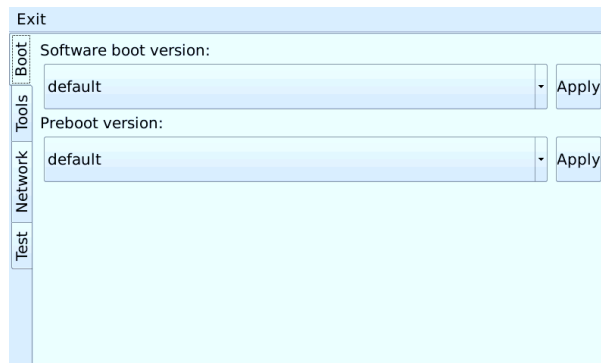 Exit
Boot
Tools
Network
Test
Software boot version:
default
Apply
Preboot version:
default
Apply